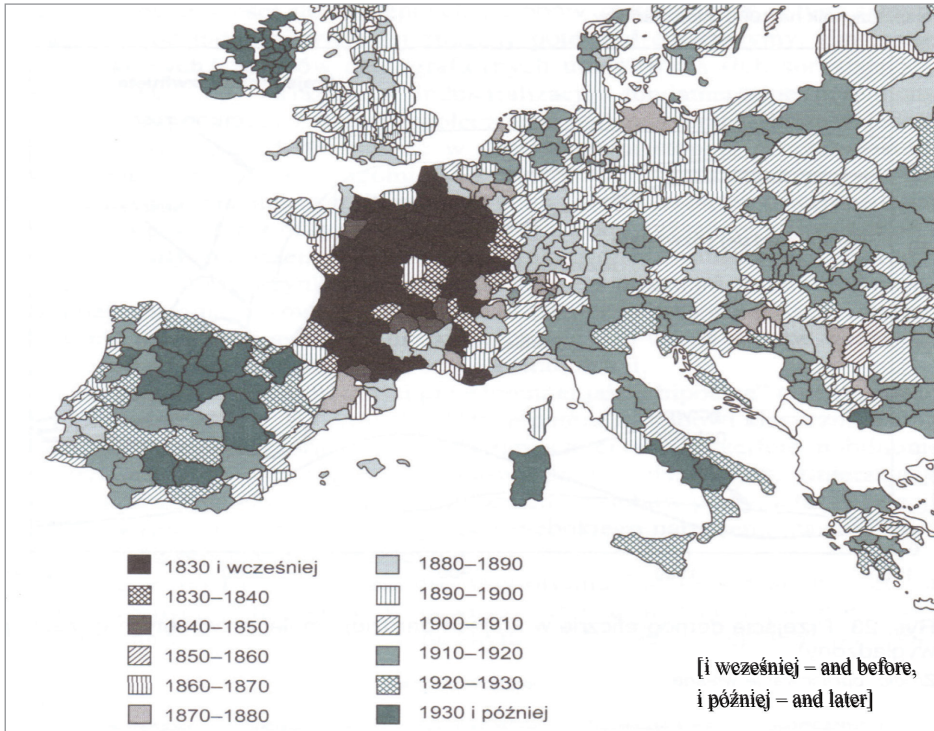 1830 i wcześniej
1830–1840
1840–1850
1850–1860
1860–1870
1870–1880
1880–1890
1890–1900
1900–1910
1910–1920
1920–1930
1930 i później
[i wcześniej – and before,
i później – and later]